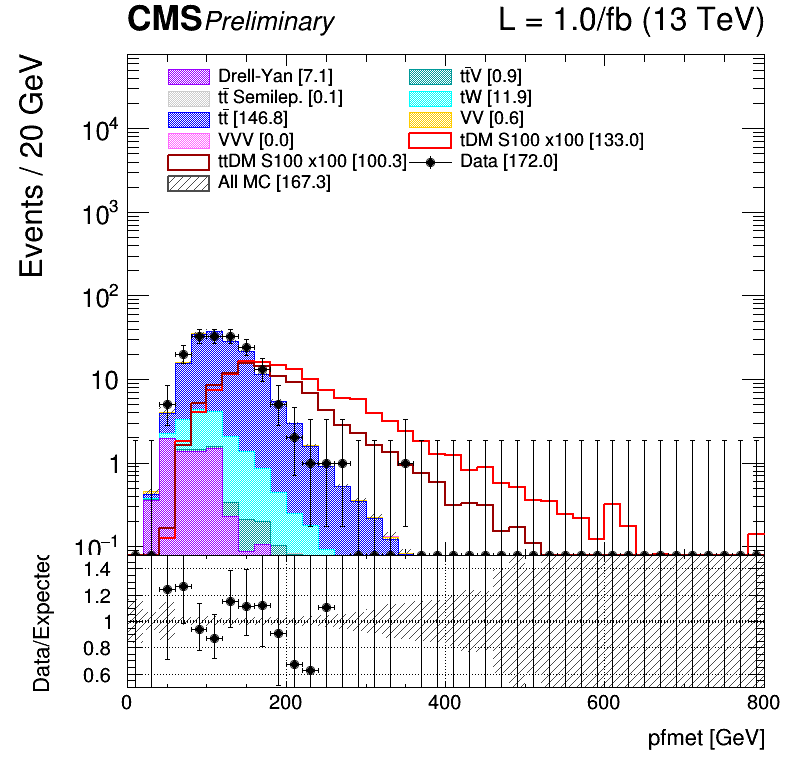 CMS Preliminary L = 1.0/fb (13 TeV)
Events / 20 GeV
Drell-Yan [7.1]
tt̄ Semilep. [0.1]
tt̄ [146.8]
VVV [0.0]
ttDM S100 x100 [100.3]
All MC [167.3]
tt̄V [0.9]
tW [11.9]
VV [0.6]
tDM S100 x100 [133.0]
Data [172.0]
10⁴
10³
10²
10
1
10⁻¹
Data/Expected
1.4
1.2
1
0.8
0.6
0 200 400 600 800
pfmet [GeV]